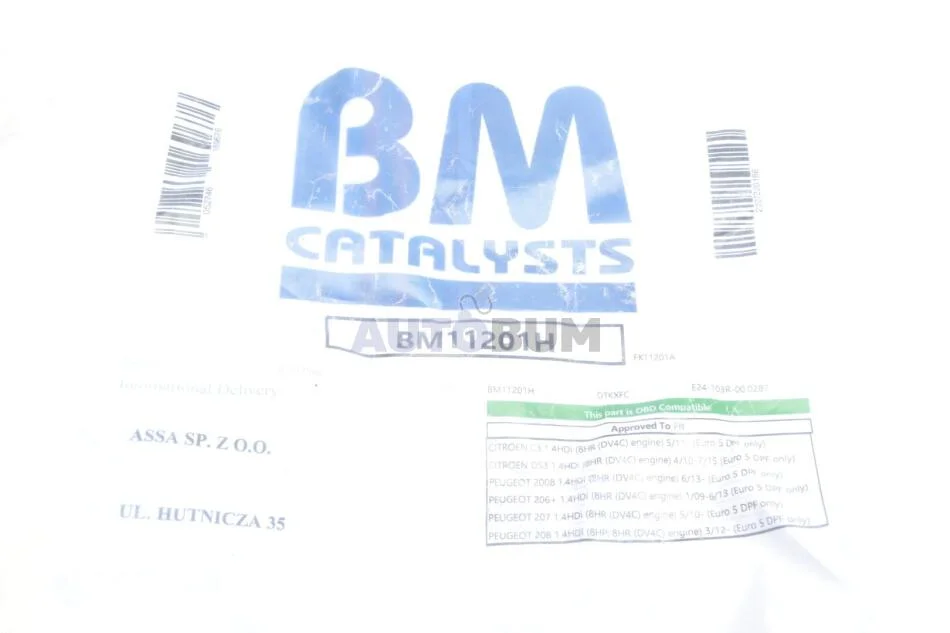 BM
CATALYSTS
AUTOBUM
BM11201H
FK11201A
International Delivery
ASSA SP. Z O.O.
UL. HUTNICZA 35
BM11201H OTKXFC E24-103R-00.0287
This part is OBD Compatible
Approved To FR
CITROEN C3 1.4HDi (8HR (DV4C) engine) 5/11- (Euro 5 DPF only)
CITROEN DS3 1.4HDi (8HR (DV4C) engine) 4/10-7/15 (Euro 5 DPF only)
PEUGEOT 2008 1.4HDi (8HR (DV4C) engine) 6/13- (Euro 5 DPF only)
PEUGEOT 206+ 1.4HDi (8HR (DV4C) engine) 1/09-6/13 (Euro 5 DPF only)
PEUGEOT 207 1.4HDi (8HR (DV4C) engine) 5/10- (Euro 5 DPF only)
PEUGEOT 208 1.4HDi (8HP; 8HR (DV4C) engine) 3/12- (Euro 5 DPF only)